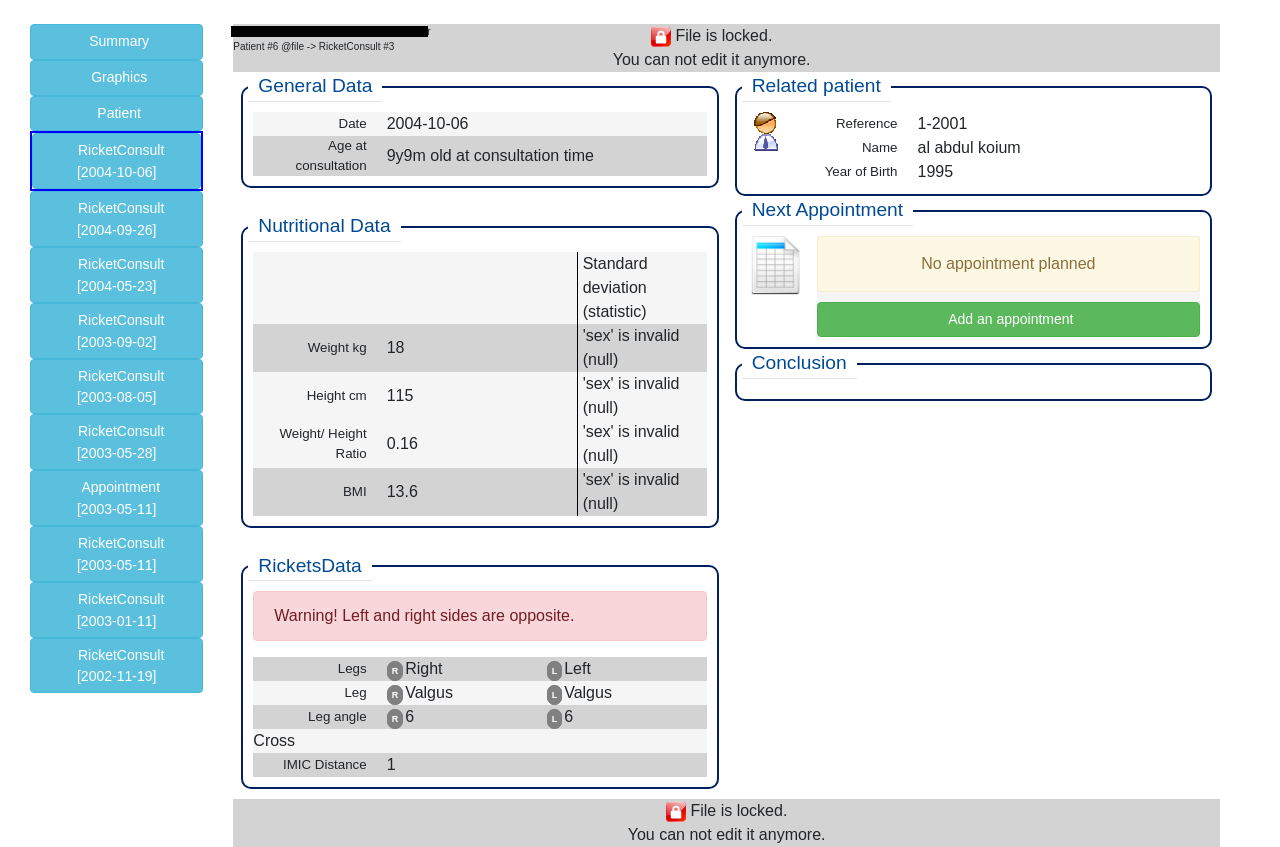 Summary
Graphics
Patient
RicketConsult
[2004-10-06]
RicketConsult
[2004-09-26]
RicketConsult
[2004-05-23]
RicketConsult
[2003-09-02]
RicketConsult
[2003-08-05]
RicketConsult
[2003-05-28]
Appointment
[2003-05-11]
RicketConsult
[2003-05-11]
RicketConsult
[2003-01-11]
RicketConsult
[2002-11-19]
Patient #6 @file -> RicketConsult #3
File is locked.
You can not edit it anymore.
General Data
Date 2004-10-06
Age at
consultation
9y9m old at consultation time
Nutritional Data
Standard
deviation
(statistic)
Weight kg 18 'sex' is invalid
(null)
Height cm 115 'sex' is invalid
(null)
Weight/ Height
Ratio
0.16 'sex' is invalid
(null)
BMI 13.6 'sex' is invalid
(null)
RicketsData
Warning! Left and right sides are opposite.
Legs R Right L Left
Leg R Valgus L Valgus
Leg angle R 6 L 6
Cross
IMIC Distance 1
Related patient
Reference 1-2001
Name al abdul koium
Year of Birth 1995
Next Appointment
No appointment planned
Add an appointment
Conclusion
File is locked.
You can not edit it anymore.